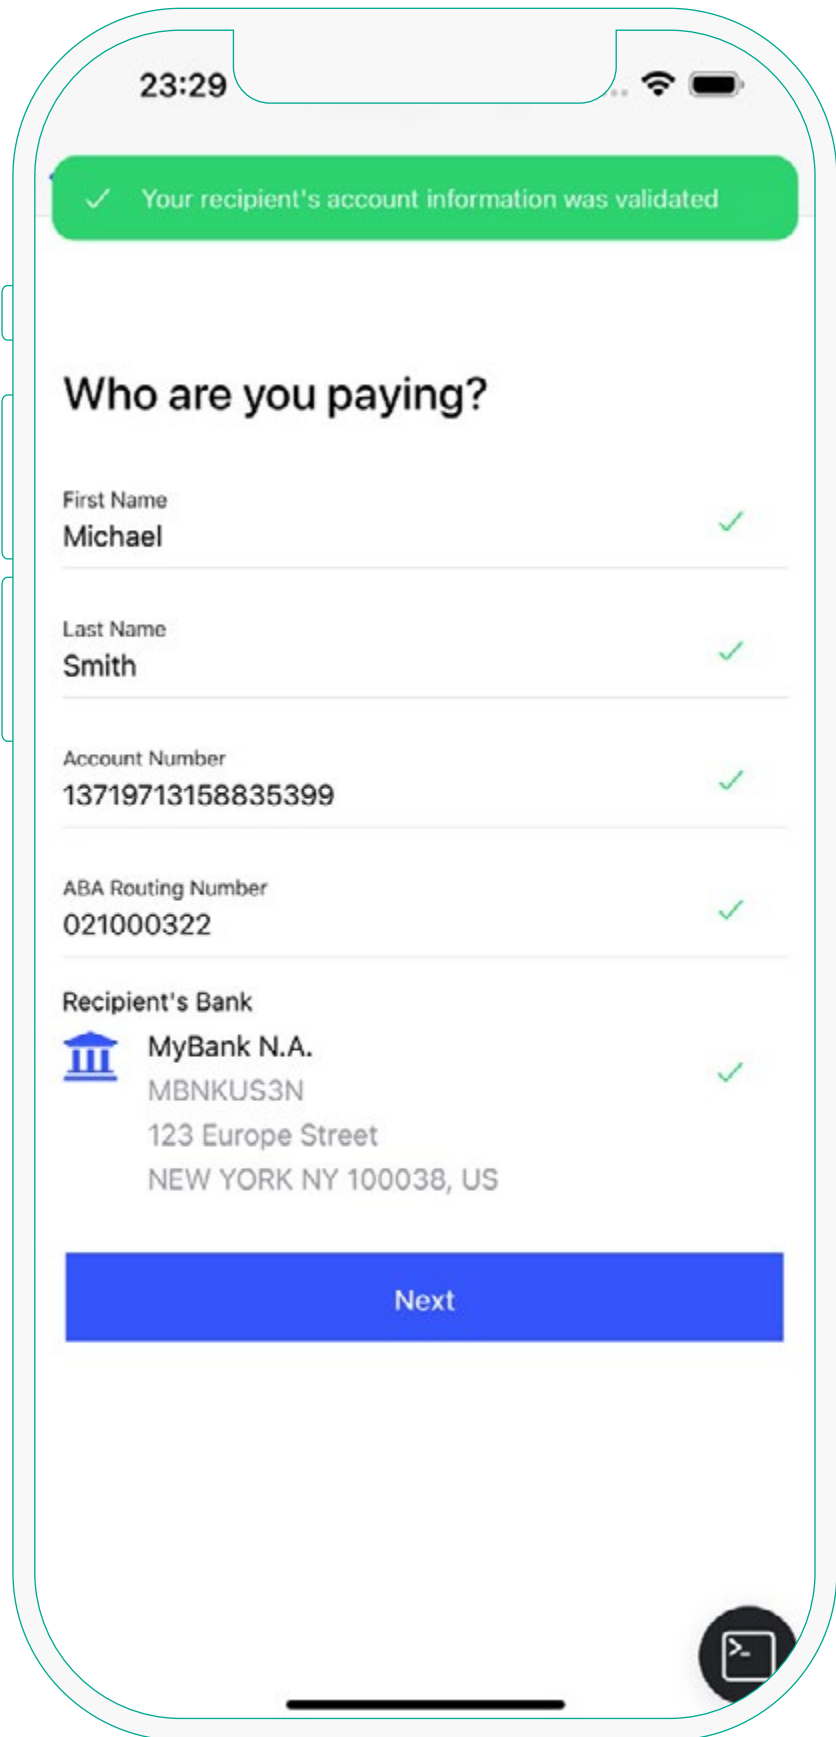 23:29
Your recipient's account information was validated
Who are you paying?
First Name
Michael
Last Name
Smith
Account Number
13719713158835399
ABA Routing Number
021000322
Recipient's Bank
MyBank N.A.
MBNKUS3N
123 Europe Street
NEW YORK NY 100038, US
Next